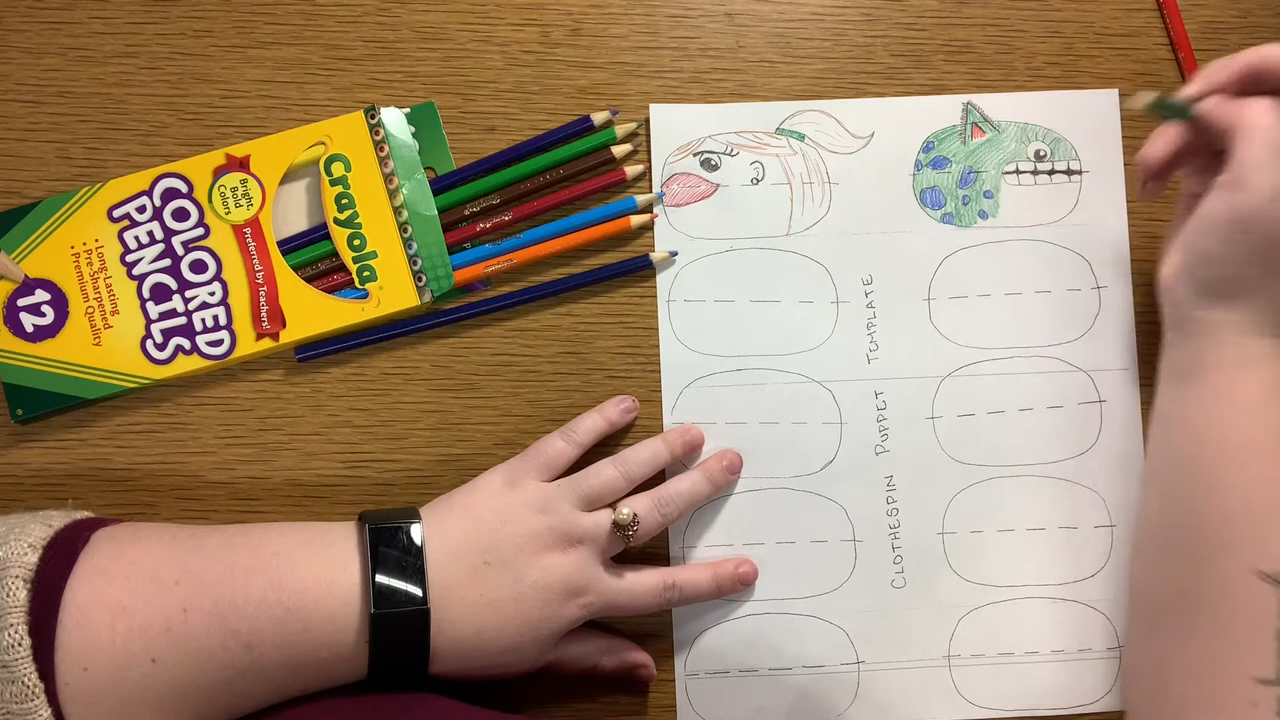 Crayola
COLORED
PENCILS
Bright,
Bold
Colors
Preferred by Teachers!
• Long-Lasting
• Pre-Sharpened
• Premium Quality
12
CLOTHESPIN PUPPET TEMPLATE